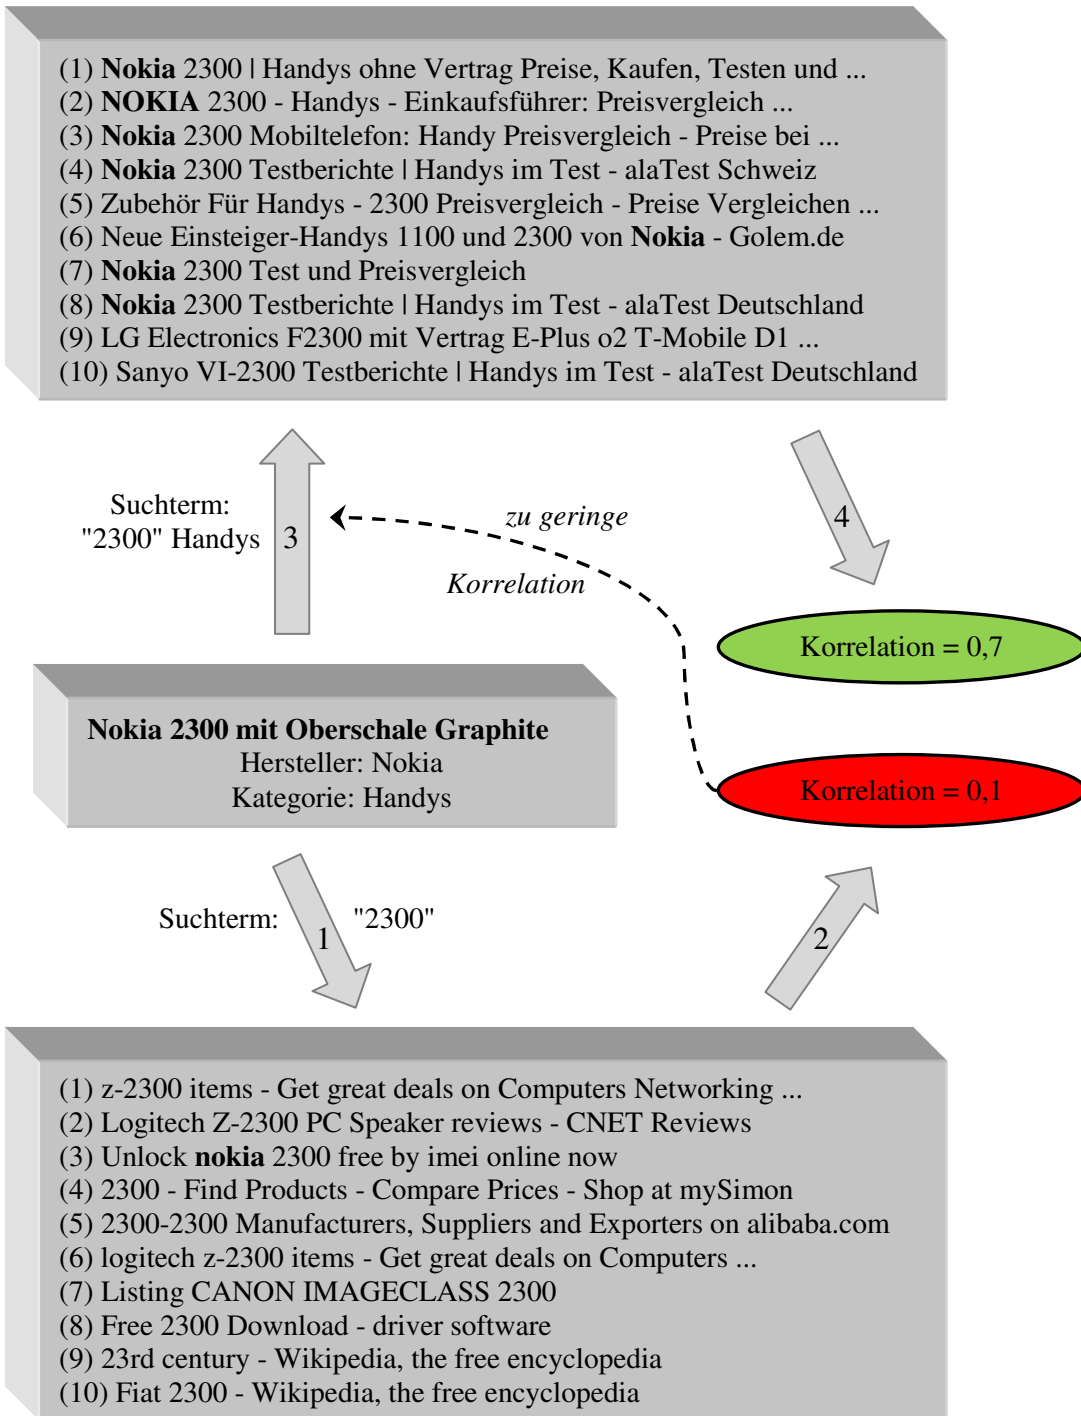 (1) Nokia 2300 | Handys ohne Vertrag Preise, Kaufen, Testen und ...
(2) NOKIA 2300 - Handys - Einkaufsführer: Preisvergleich ...
(3) Nokia 2300 Mobiltelefon: Handy Preisvergleich - Preise bei ...
(4) Nokia 2300 Testberichte | Handys im Test - alaTest Schweiz
(5) Zubehör Für Handys - 2300 Preisvergleich - Preise Vergleichen ...
(6) Neue Einsteiger-Handys 1100 und 2300 von Nokia - Golem.de
(7) Nokia 2300 Test und Preisvergleich
(8) Nokia 2300 Testberichte | Handys im Test - alaTest Deutschland
(9) LG Electronics F2300 mit Vertrag E-Plus o2 T-Mobile D1 ...
(10) Sanyo VI-2300 Testberichte | Handys im Test - alaTest Deutschland
Suchterm:
"2300" Handys
3
zu geringe
Korrelation
4
Korrelation = 0,7
Nokia 2300 mit Oberschale Graphite
Hersteller: Nokia
Kategorie: Handys
Korrelation = 0,1
Suchterm:
1
"2300"
2
(1) z-2300 items - Get great deals on Computers Networking ...
(2) Logitech Z-2300 PC Speaker reviews - CNET Reviews
(3) Unlock nokia 2300 free by imei online now
(4) 2300 - Find Products - Compare Prices - Shop at mySimon
(5) 2300-2300 Manufacturers, Suppliers and Exporters on alibaba.com
(6) logitech z-2300 items - Get great deals on Computers ...
(7) Listing CANON IMAGECLASS 2300
(8) Free 2300 Download - driver software
(9) 23rd century - Wikipedia, the free encyclopedia
(10) Fiat 2300 - Wikipedia, the free encyclopedia